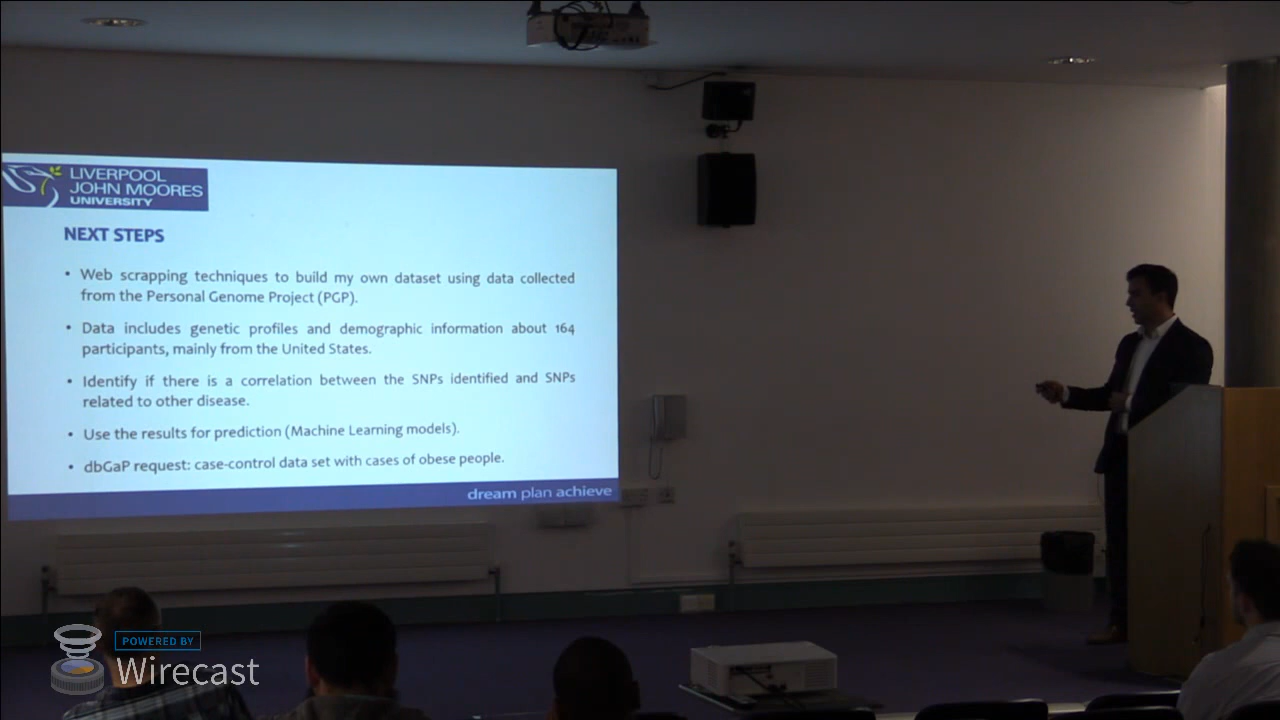 LIVERPOOL
JOHN MOORES
UNIVERSITY
NEXT STEPS
• Web scrapping techniques to build my own dataset using data collected
from the Personal Genome Project (PGP).
• Data includes genetic profiles and demographic information about 164
participants, mainly from the United States.
• Identify if there is a correlation between the SNPs identified and SNPs
related to other disease.
• Use the results for prediction (Machine Learning models).
• dbGaP request: case-control data set with cases of obese people.
dream plan achieve
POWERED BY
Wirecast